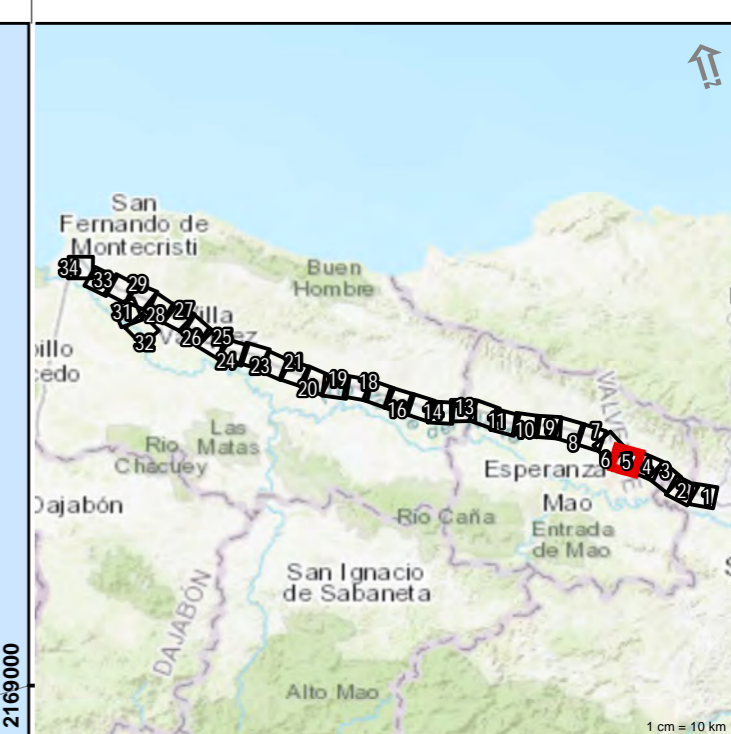 N
San
Fernando de
Montecristi
Buen
Hombre
34
33
29
31
28
27
26
25
32
24
23
21
20
19
18
16
14
13
11
10
9
8
7
6
5
4
3
2
1
Las
Matas
Rio
Chacuey
Dajabón
Esperanza
Mao
Entrada
de Mao
Rio Caña
San Ignacio
de Sabaneta
DAJABÓN
Alto Mao
2169000
1 cm = 10 km